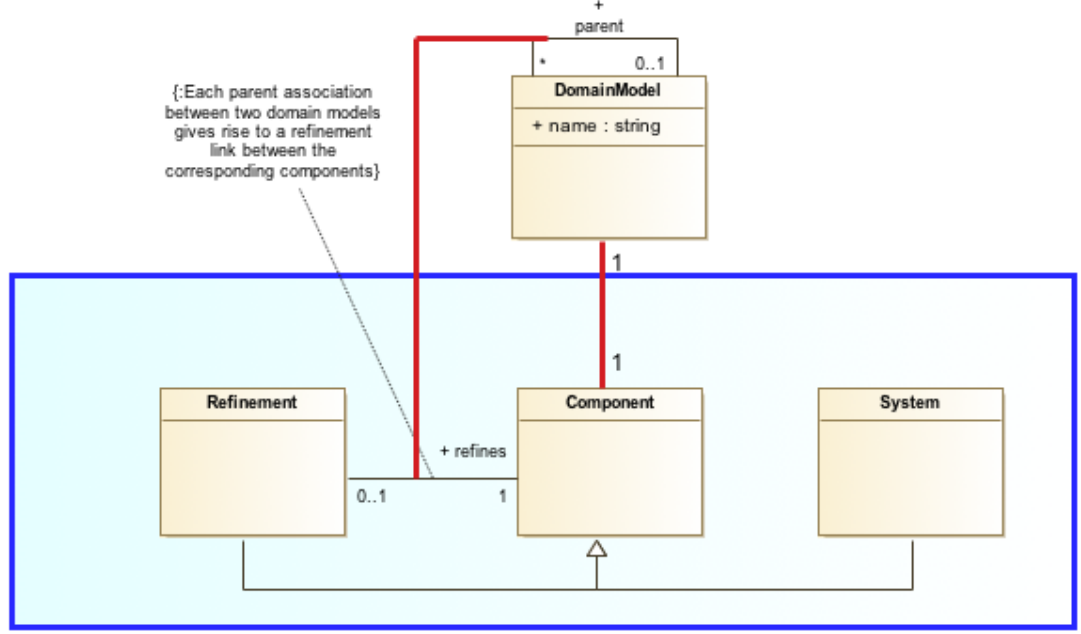 +
parent
*
0..1
DomainModel
+ name : string
{:Each parent association
between two domain models
gives rise to a refinement
link between the
corresponding components}
1
1
Refinement
Component
System
+ refines
0..1
1